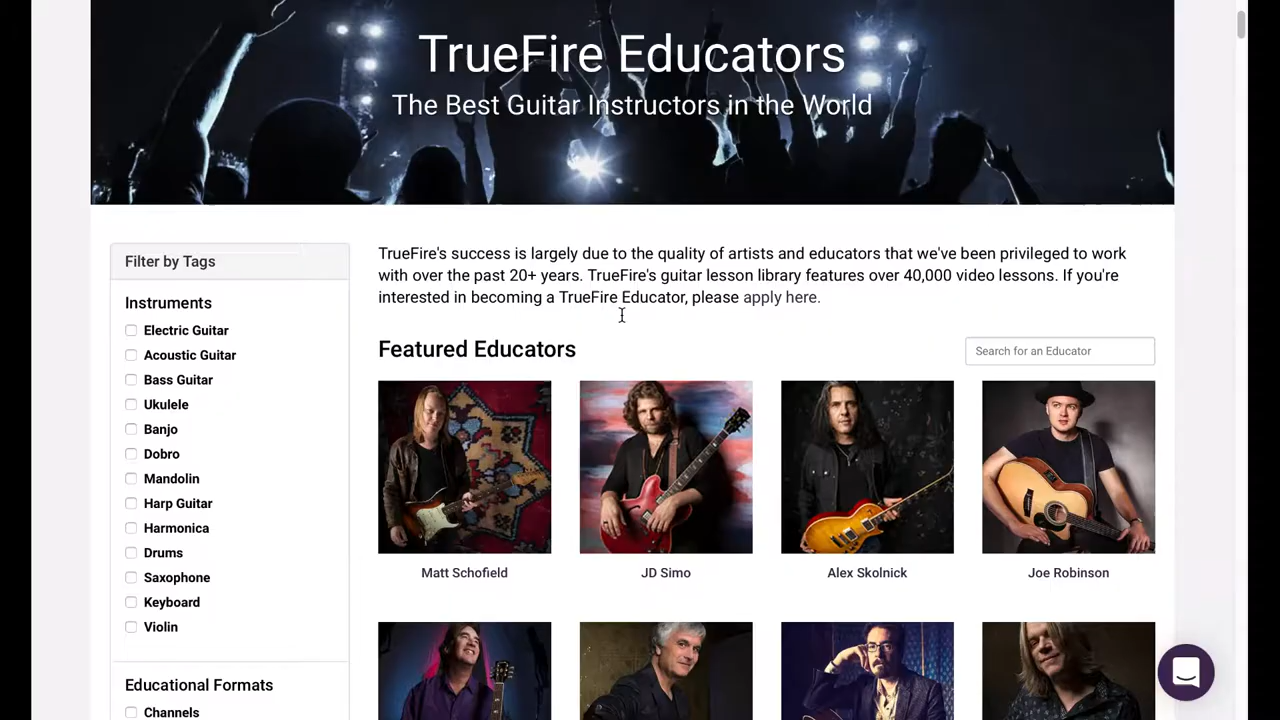 TrueFire Educators
The Best Guitar Instructors in the World
Filter by Tags
Instruments
Electric Guitar
Acoustic Guitar
Bass Guitar
Ukulele
Banjo
Dobro
Mandolin
Harp Guitar
Harmonica
Drums
Saxophone
Keyboard
Violin
Educational Formats
Channels
TrueFire's success is largely due to the quality of artists and educators that we've been privileged to work
with over the past 20+ years. TrueFire's guitar lesson library features over 40,000 video lessons. If you're
interested in becoming a TrueFire Educator, please apply here.
Featured Educators
Search for an Educator
Matt Schofield
JD Simo
Alex Skolnick
Joe Robinson